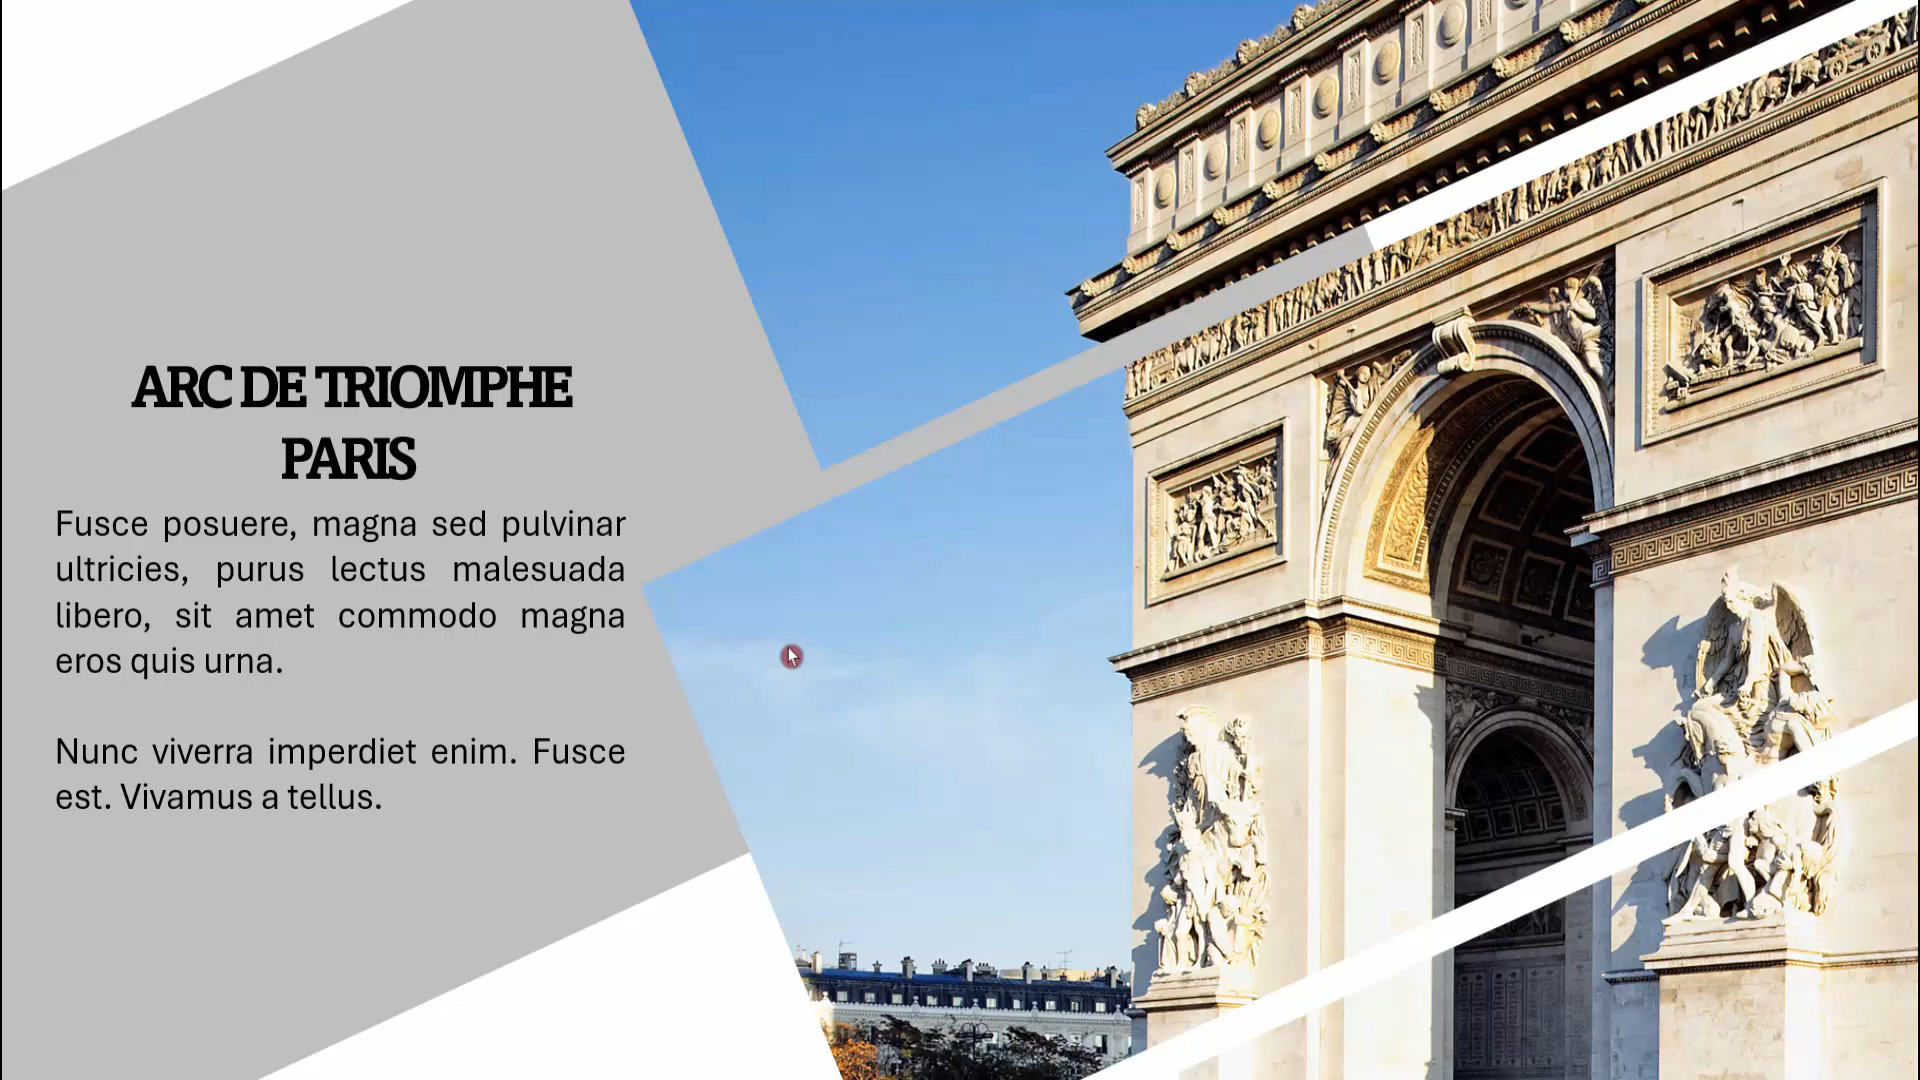 ARC DE TRIOMPHE
PARIS
Fusce posuere, magna sed pulvinar
ultricies, purus lectus malesuada
libero, sit amet commodo magna
eros quis urna.
Nunc viverra imperdiet enim. Fusce
est. Vivamus a tellus.